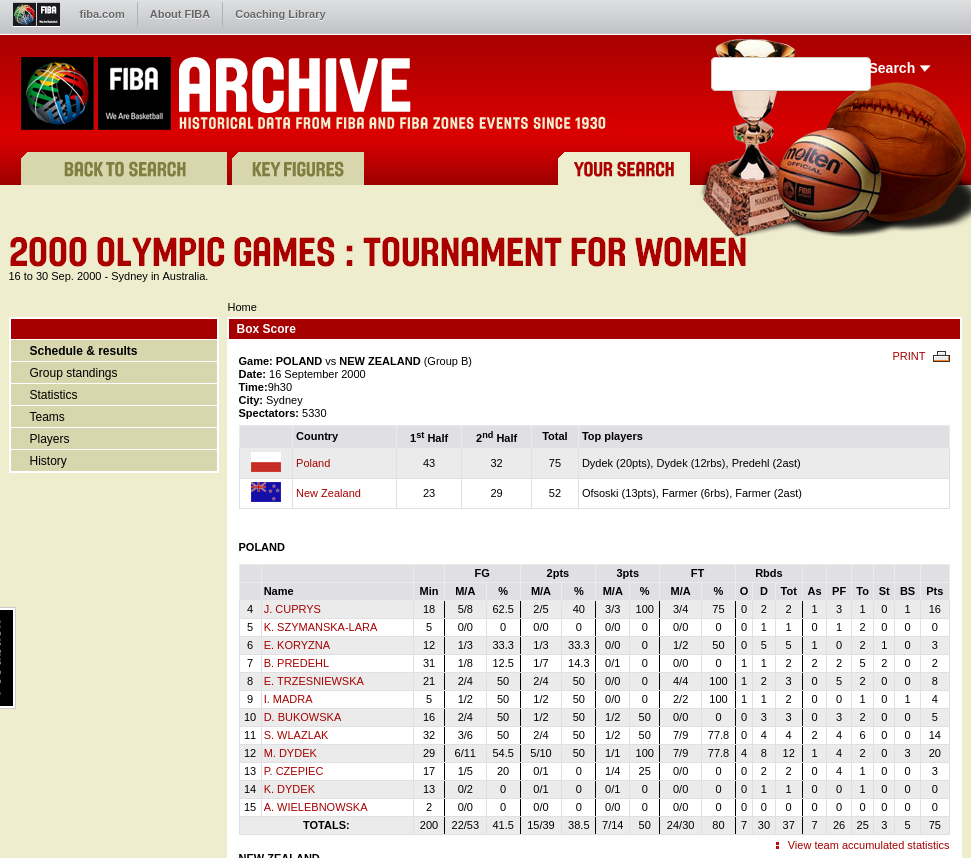 fiba.com About FIBA Coaching Library
FIBA
We Are Basketball
ARCHIVE
HISTORICAL DATA FROM FIBA AND FIBA ZONES EVENTS SINCE 1930
Search
BACK TO SEARCH KEY FIGURES YOUR SEARCH
molten
OFFICIAL
NAISMITH
2000 OLYMPIC GAMES : TOURNAMENT FOR WOMEN
16 to 30 Sep. 2000 - Sydney in Australia.
Home
Schedule & results
Group standings
Statistics
Teams
Players
History
Box Score
PRINT
Game: POLAND vs NEW ZEALAND (Group B)
Date: 16 September 2000
Time:9h30
City: Sydney
Spectators: 5330
Country 1st Half 2nd Half Total Top players
Poland 43 32 75 Dydek (20pts), Dydek (12rbs), Predehl (2ast)
New Zealand 23 29 52 Ofsoski (13pts), Farmer (6rbs), Farmer (2ast)
POLAND
FG 2pts 3pts FT Rbds
Name Min M/A % M/A % M/A % M/A % O D Tot As PF To St BS Pts
4 J. CUPRYS 18 5/8 62.5 2/5 40 3/3 100 3/4 75 0 2 2 1 3 1 0 1 16
5 K. SZYMANSKA-LARA 5 0/0 0 0/0 0 0/0 0 0/0 0 0 1 1 0 1 2 0 0 0
6 E. KORYZNA 12 1/3 33.3 1/3 33.3 0/0 0 1/2 50 0 5 5 1 0 2 1 0 3
7 B. PREDEHL 31 1/8 12.5 1/7 14.3 0/1 0 0/0 0 1 1 2 2 2 5 2 0 2
8 E. TRZESNIEWSKA 21 2/4 50 2/4 50 0/0 0 4/4 100 1 2 3 0 5 2 0 0 8
9 I. MADRA 5 1/2 50 1/2 50 0/0 0 2/2 100 1 1 2 0 0 1 0 1 4
10 D. BUKOWSKA 16 2/4 50 1/2 50 1/2 50 0/0 0 0 3 3 0 3 2 0 0 5
11 S. WLAZLAK 32 3/6 50 2/4 50 1/2 50 7/9 77.8 0 4 4 2 4 6 0 0 14
12 M. DYDEK 29 6/11 54.5 5/10 50 1/1 100 7/9 77.8 4 8 12 1 4 2 0 3 20
13 P. CZEPIEC 17 1/5 20 0/1 0 1/4 25 0/0 0 0 2 2 0 4 1 0 0 3
14 K. DYDEK 13 0/2 0 0/1 0 0/1 0 0/0 0 0 1 1 0 0 1 0 0 0
15 A. WIELEBNOWSKA 2 0/0 0 0/0 0 0/0 0 0/0 0 0 0 0 0 0 0 0 0 0
TOTALS: 200 22/53 41.5 15/39 38.5 7/14 50 24/30 80 7 30 37 7 26 25 3 5 75
View team accumulated statistics
NEW ZEALAND